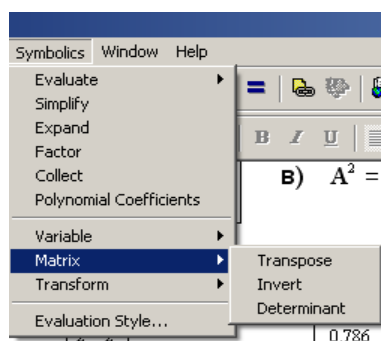 Symbolics Window Help
Evaluate
Simplify
Expand
Factor
Collect
Polynomial Coefficients
Variable
Matrix
Transform
Evaluation Style...
Transpose
Invert
Determinant
B I U
B) A² =
0.786